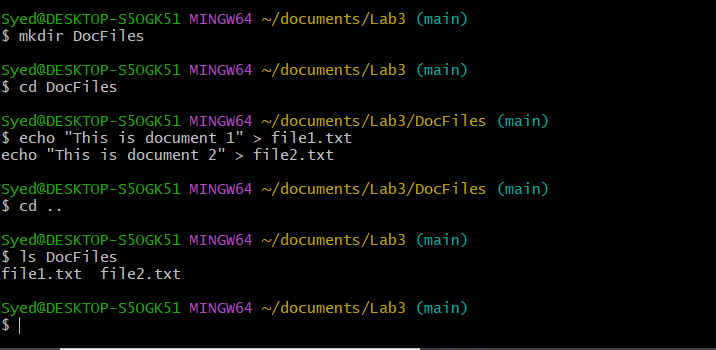 Syed@DESKTOP-S5OGK51 MINGW64 ~/documents/Lab3 (main)
$ mkdir DocFiles
Syed@DESKTOP-S5OGK51 MINGW64 ~/documents/Lab3 (main)
$ cd DocFiles
Syed@DESKTOP-S5OGK51 MINGW64 ~/documents/Lab3/DocFiles (main)
$ echo "This is document 1" > file1.txt
echo "This is document 2" > file2.txt
Syed@DESKTOP-S5OGK51 MINGW64 ~/documents/Lab3/DocFiles (main)
$ cd ..
Syed@DESKTOP-S5OGK51 MINGW64 ~/documents/Lab3 (main)
$ ls DocFiles
file1.txt  file2.txt
Syed@DESKTOP-S5OGK51 MINGW64 ~/documents/Lab3 (main)
$